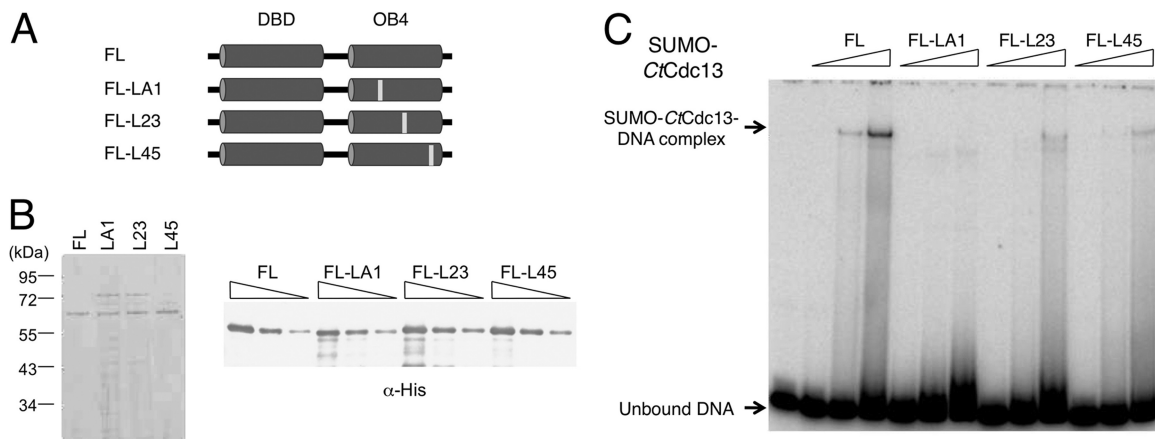 A
DBD OB4
FL
FL-LA1
FL-L23
FL-L45
B
FL LA1 L23 L45
(kDa)
95
72
55
43
34
FL FL-LA1 FL-L23 FL-L45
α-His
C
SUMO-
CtCdc13
FL FL-LA1 FL-L23 FL-L45
SUMO-CtCdc13-
DNA complex
Unbound DNA